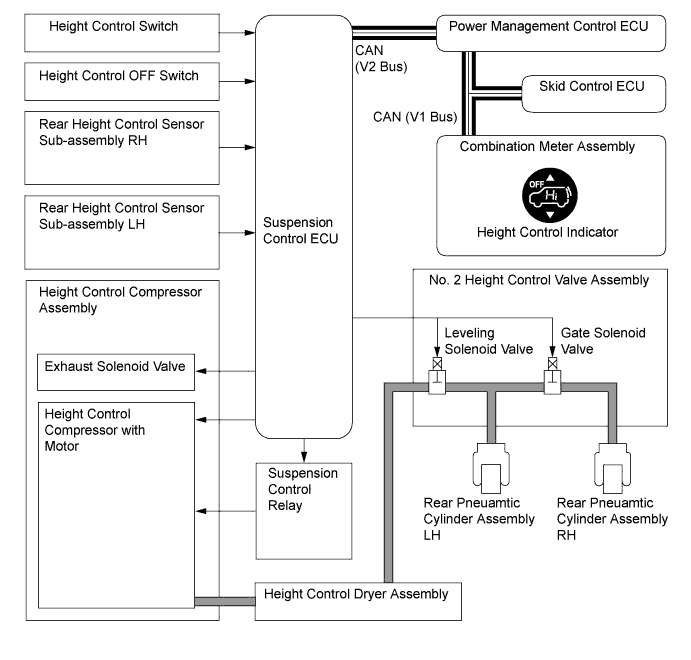 Height Control Switch
Height Control OFF Switch
Rear Height Control Sensor
Sub-assembly RH
Rear Height Control Sensor
Sub-assembly LH
Suspension
Control ECU
CAN
(V2 Bus)
Power Management Control ECU
Skid Control ECU
CAN (V1 Bus)
Combination Meter Assembly
OFF
Hi
Height Control Indicator
Height Control Compressor
Assembly
Exhaust Solenoid Valve
Height Control
Compressor with
Motor
Suspension
Control
Relay
No. 2 Height Control Valve Assembly
Leveling
Solenoid Valve
Gate Solenoid
Valve
Rear Pneuamtic
Cylinder Assembly
LH
Rear Pneuamtic
Cylinder Assembly
RH
Height Control Dryer Assembly